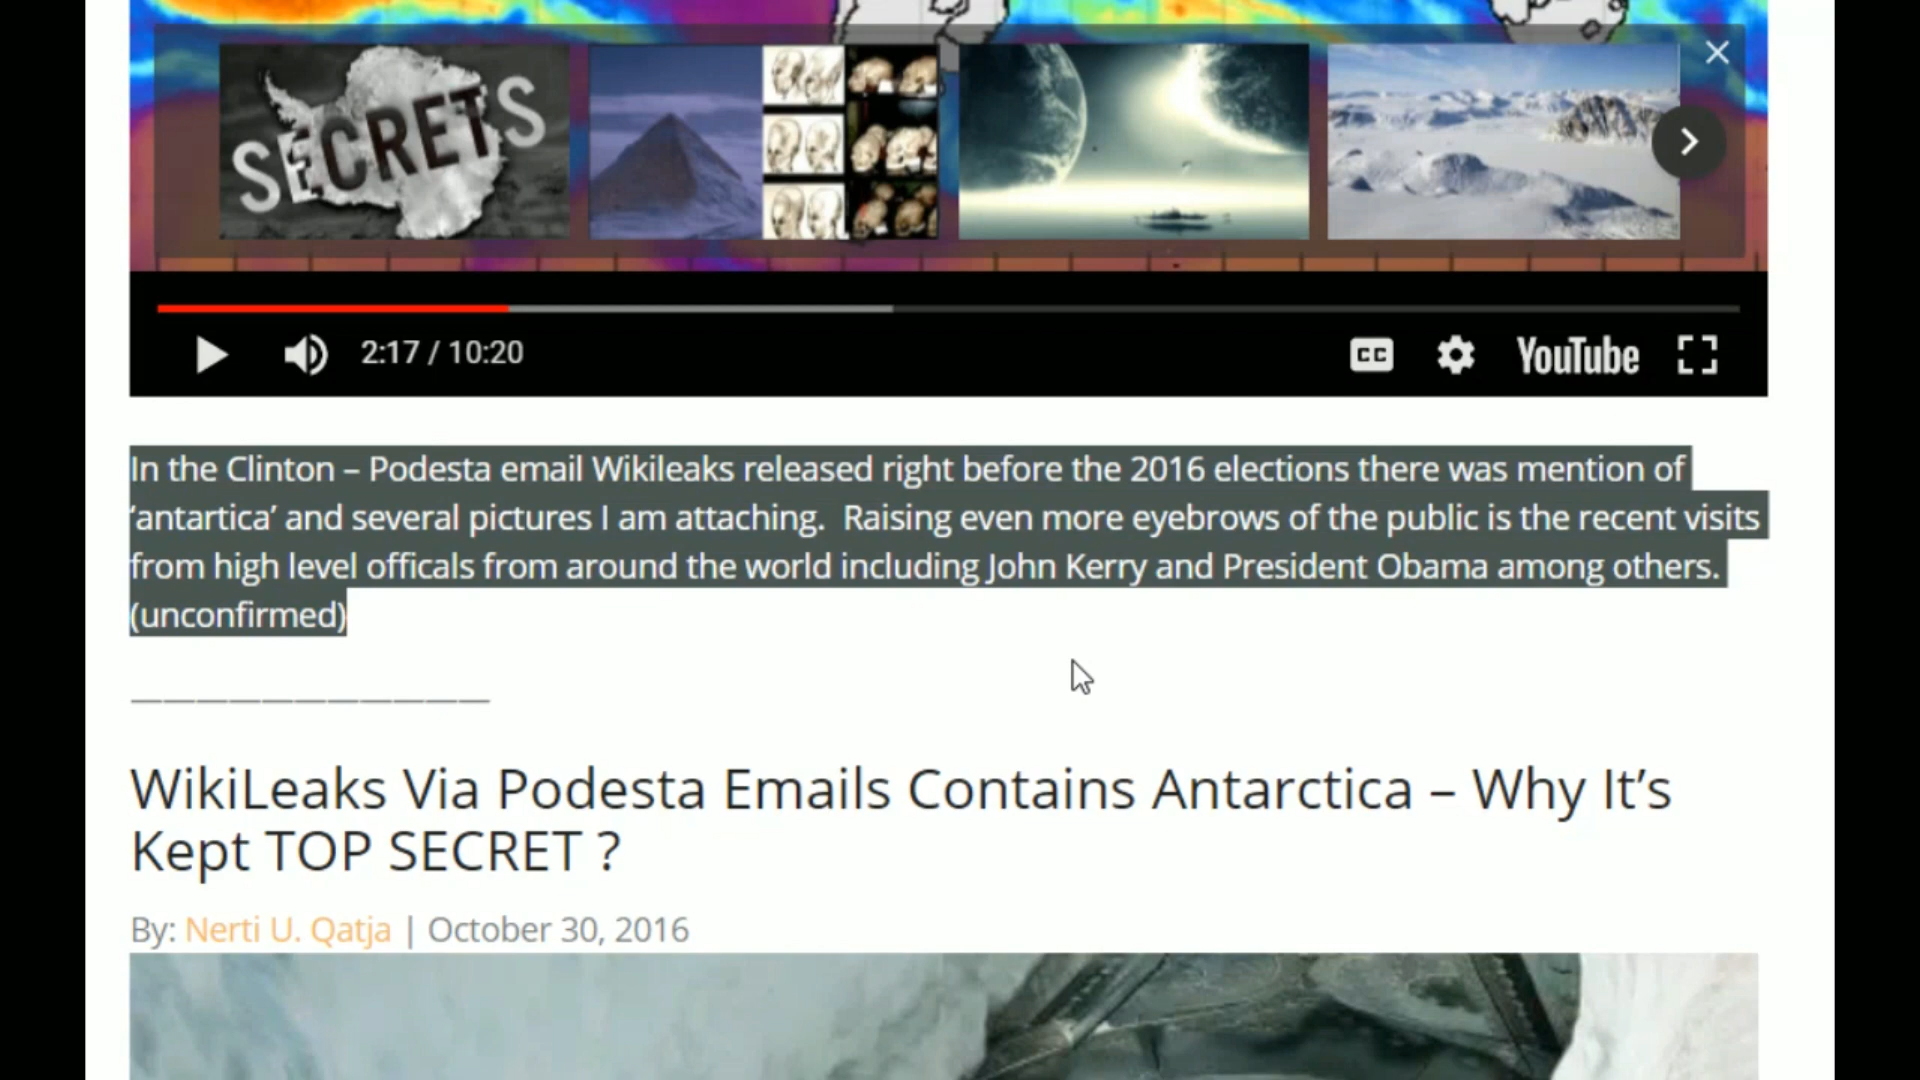 SECRETS
2:17 / 10:20
CC
YouTube
In the Clinton – Podesta email Wikileaks released right before the 2016 elections there was mention of
‘antartica’ and several pictures I am attaching.  Raising even more eyebrows of the public is the recent visits
from high level officals from around the world including John Kerry and President Obama among others.
(unconfirmed)
———————————
WikiLeaks Via Podesta Emails Contains Antarctica – Why It’s
Kept TOP SECRET ?
By: Nerti U. Qatja | October 30, 2016